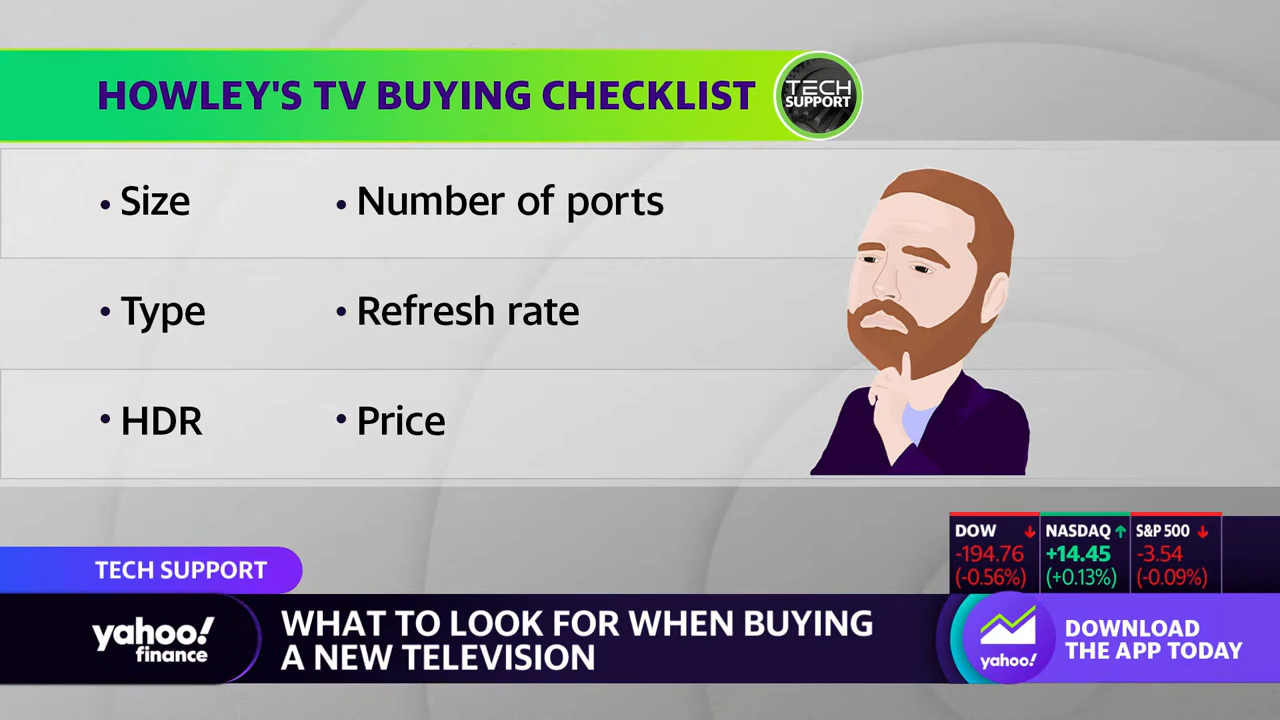 HOWLEY'S TV BUYING CHECKLIST
TECH
SUPPORT
• Size
• Number of ports
• Type
• Refresh rate
• HDR
• Price
DOW ↓
-194.76
(-0.56%)
NASDAQ ↑
+14.45
(+0.13%)
S&P 500 ↓
-3.54
(-0.09%)
TECH SUPPORT
yahoo!
finance
WHAT TO LOOK FOR WHEN BUYING
A NEW TELEVISION
yahoo!
DOWNLOAD
THE APP TODAY